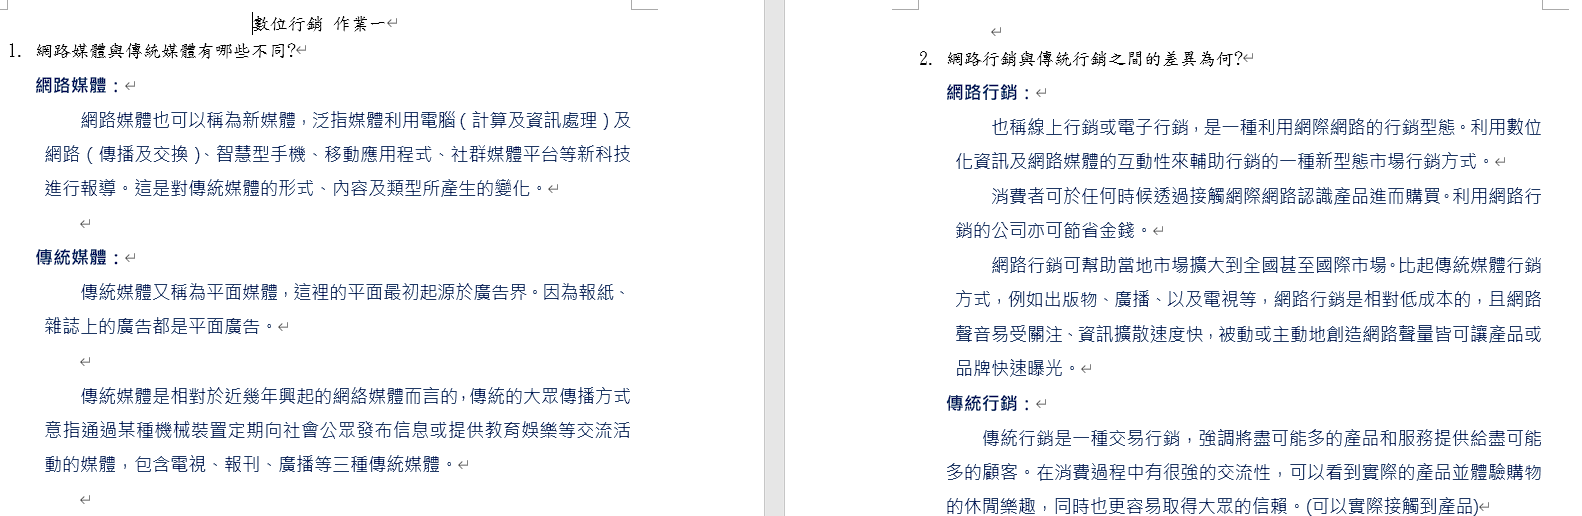 數位行銷 作業一
1. 網路媒體與傳統媒體有哪些不同?
網路媒體：
網路媒體也可以稱為新媒體，泛指媒體利用電腦 ( 計算及資訊處理 ) 及
網路 ( 傳播及交換 )、智慧型手機、移動應用程式、社群媒體平台等新科技
進行報導。這是對傳統媒體的形式、內容及類型所產生的變化。
傳統媒體：
傳統媒體又稱為平面媒體，這裡的平面最初起源於廣告界。因為報紙、
雜誌上的廣告都是平面廣告。
傳統媒體是相對於近幾年興起的網絡媒體而言的，傳統的大眾傳播方式
意指通過某種機械裝置定期向社會公眾發布信息或提供教育娛樂等交流活
動的媒體，包含電視、報刊、廣播等三種傳統媒體。
2. 網路行銷與傳統行銷之間的差異為何?
網路行銷：
也稱線上行銷或電子行銷，是一種利用網際網路的行銷型態。利用數位
化資訊及網路媒體的互動性來輔助行銷的一種新型態市場行銷方式。
消費者可於任何時候透過接觸網際網路認識產品進而購買。利用網路行
銷的公司亦可節省金錢。
網路行銷可幫助當地市場擴大到全國甚至國際市場。比起傳統媒體行銷
方式，例如出版物、廣播、以及電視等，網路行銷是相對低成本的，且網路
聲音易受關注、資訊擴散速度快，被動或主動地創造網路聲量皆可讓產品或
品牌快速曝光。
傳統行銷：
傳統行銷是一種交易行銷，強調將盡可能多的產品和服務提供給盡可能
多的顧客。在消費過程中有很強的交流性，可以看到實際的產品並體驗購物
的休閒樂趣，同時也更容易取得大眾的信賴。(可以實際接觸到產品)